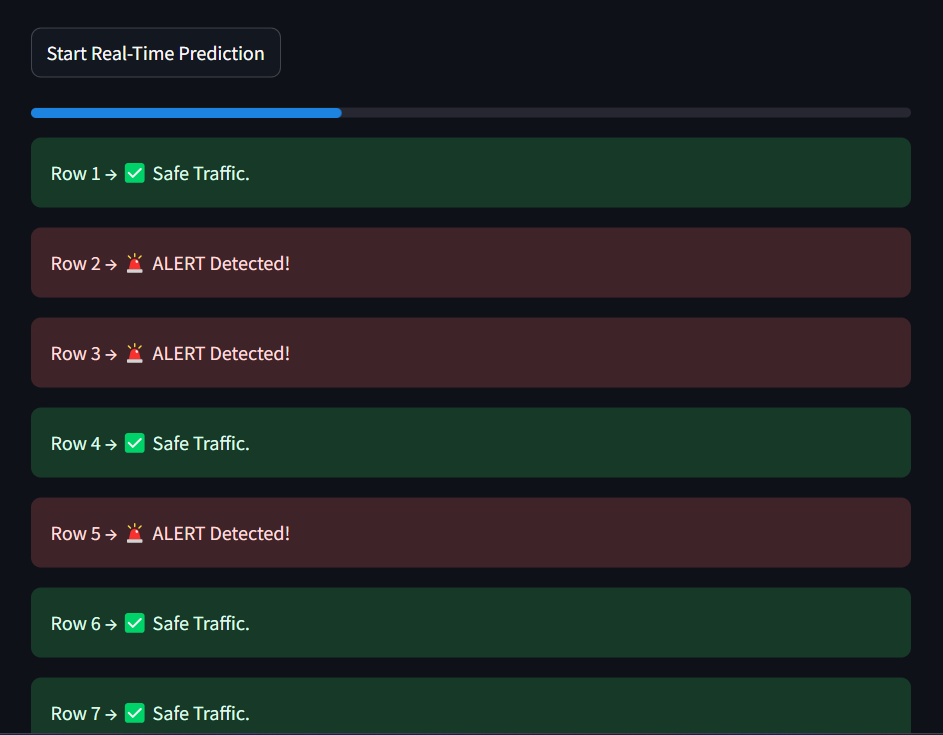 Start Real-Time Prediction
Row 1 → ✅ Safe Traffic.
Row 2 → 🚨 ALERT Detected!
Row 3 → 🚨 ALERT Detected!
Row 4 → ✅ Safe Traffic.
Row 5 → 🚨 ALERT Detected!
Row 6 → ✅ Safe Traffic.
Row 7 → ✅ Safe Traffic.